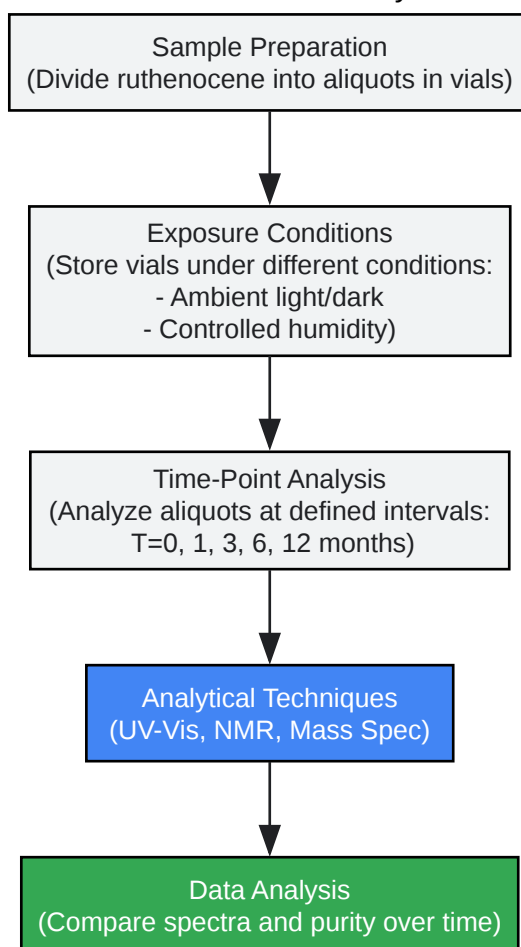 Sample Preparation
(Divide ruthenocene into aliquots in vials)
Exposure Conditions
(Store vials under different conditions:
- Ambient light/dark
- Controlled humidity)
Time-Point Analysis
(Analyze aliquots at defined intervals:
T=0, 1, 3, 6, 12 months)
Analytical Techniques
(UV-Vis, NMR, Mass Spec)
Data Analysis
(Compare spectra and purity over time)